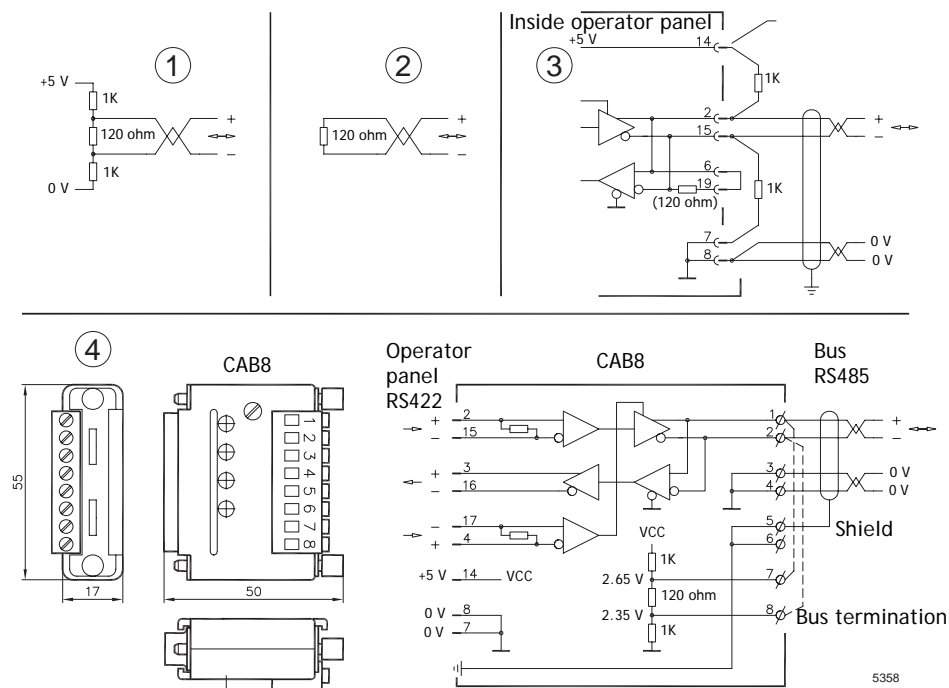 1
+5 V
1K
120 ohm
1K
0 V
+
−
2
120 ohm
+
−
Inside operator panel
3
+5 V
14
1K
2
15
+
−
6
19
(120 ohm)
1K
7
8
0 V
0 V
4
CAB8
55
17
50
1
2
3
4
5
6
7
8
Operator
panel
RS422
CAB8
Bus
RS485
+ 2
− 15
+ 3
− 16
− 17
+ 4
+5 V 14 VCC
0 V 8
0 V 7
VCC
1K
2.65 V
120 ohm
2.35 V
1K
1
2
3
4
5
6
7
8
+
−
0 V
0 V
Shield
Bus termination
5358